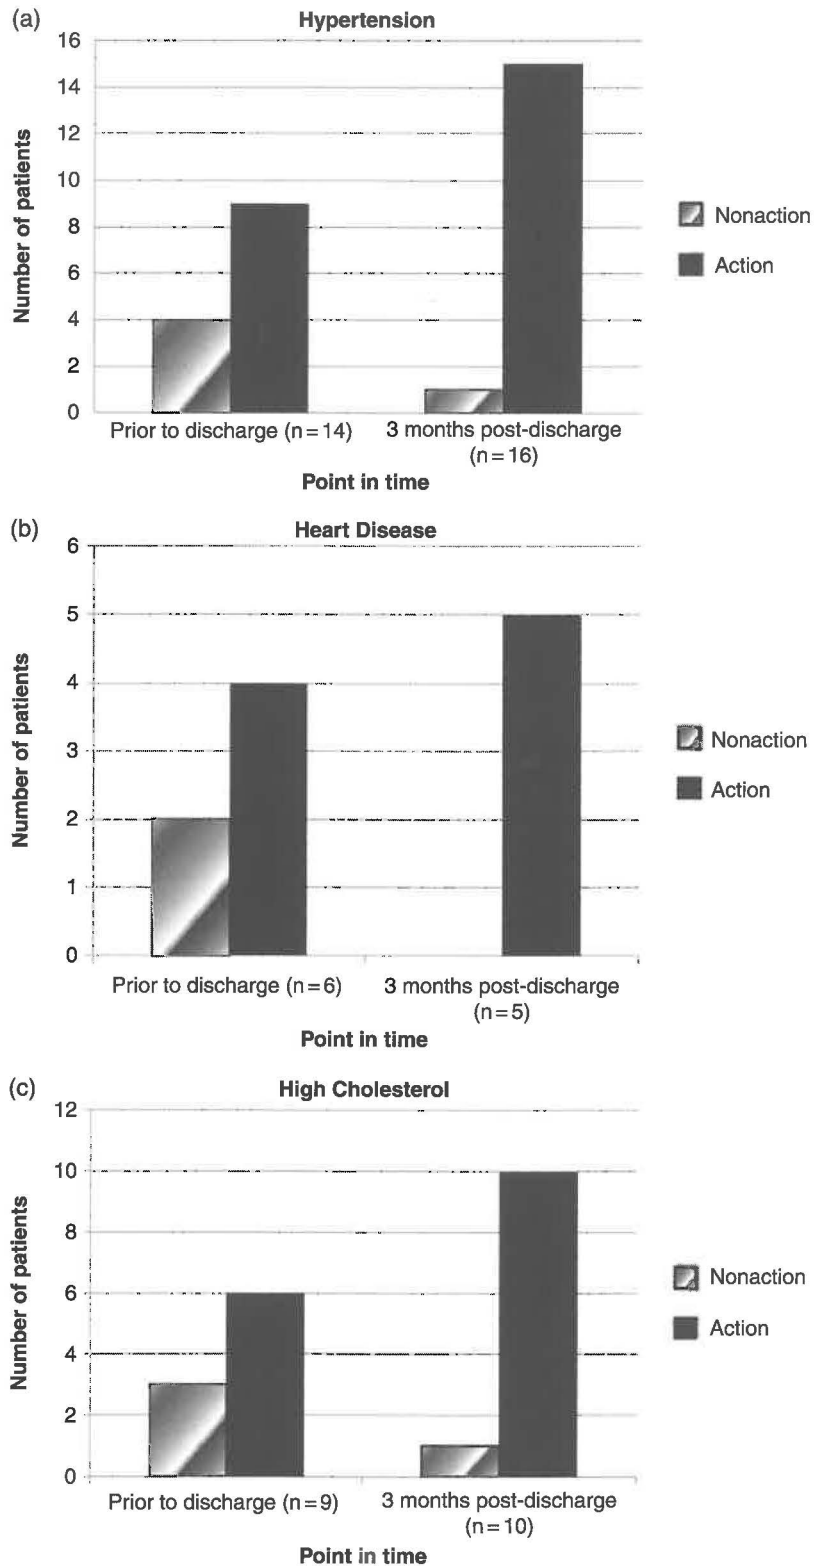 (a)
Hypertension
16
14
12
10
8
6
4
2
0
Number of patients
Prior to discharge (n=14)
3 months post-discharge
(n=16)
Point in time
Nonaction
Action
(b)
Heart Disease
6
5
4
3
2
1
0
Number of patients
Prior to discharge (n=6)
3 months post-discharge
(n=5)
Point in time
Nonaction
Action
(c)
High Cholesterol
12
10
8
6
4
2
0
Number of patients
Prior to discharge (n=9)
3 months post-discharge
(n=10)
Point in time
Nonaction
Action